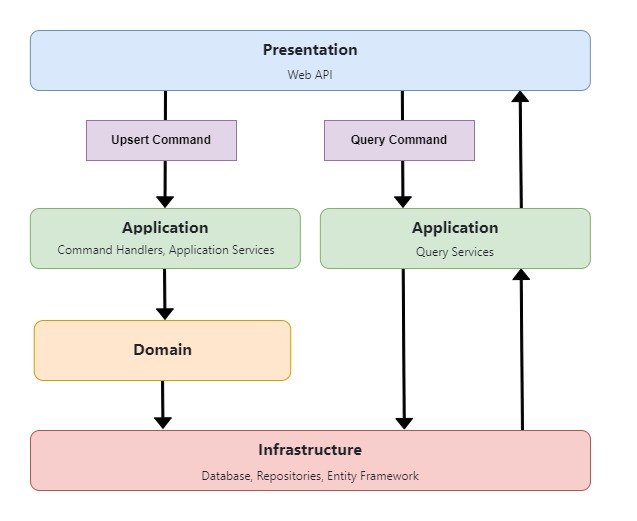 Presentation
Web API
Upsert Command
Query Command
Application
Command Handlers, Application Services
Application
Query Services
Domain
Infrastructure
Database, Repositories, Entity Framework